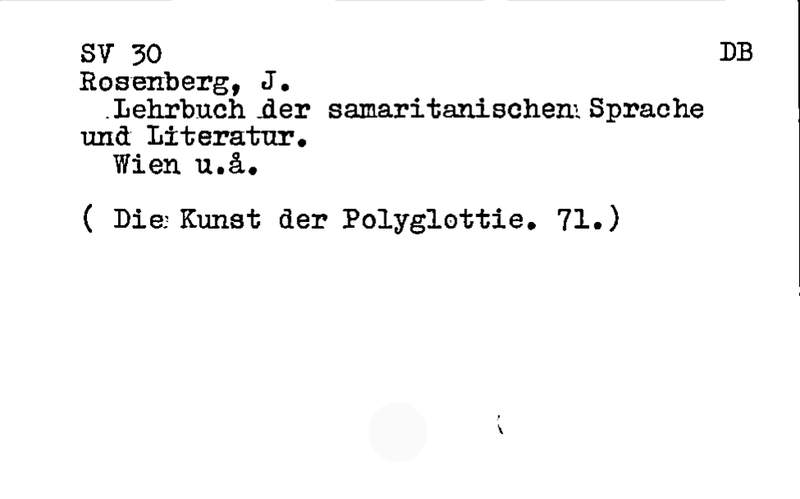 SV 30 DB
Rosenberg, J.
Lehrbuch der samaritanischen Sprache
und Literatur.
Wien u.å.
( Die Kunst der Polyglottie. 71.)